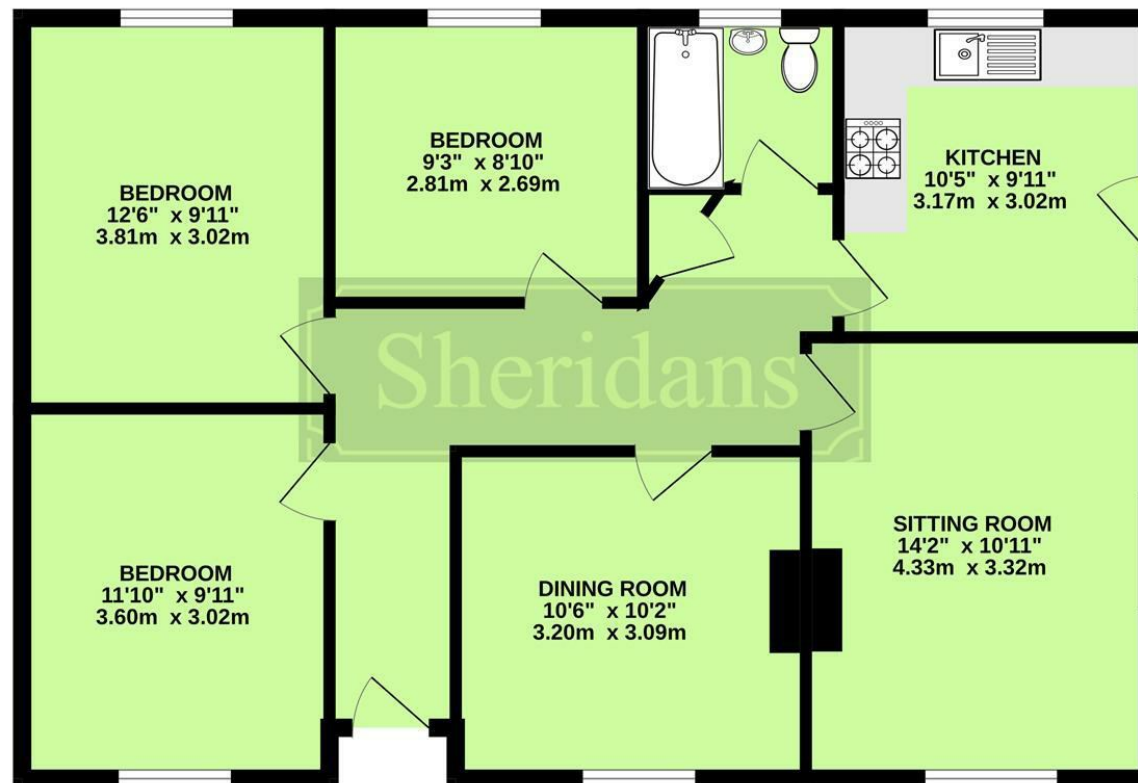 BEDROOM
12'6" x 9'11"
3.81m x 3.02m
BEDROOM
9'3" x 8'10"
2.81m x 2.69m
KITCHEN
10'5" x 9'11"
3.17m x 3.02m
Sheridans
BEDROOM
11'10" x 9'11"
3.60m x 3.02m
DINING ROOM
10'6" x 10'2"
3.20m x 3.09m
SITTING ROOM
14'2" x 10'11"
4.33m x 3.32m